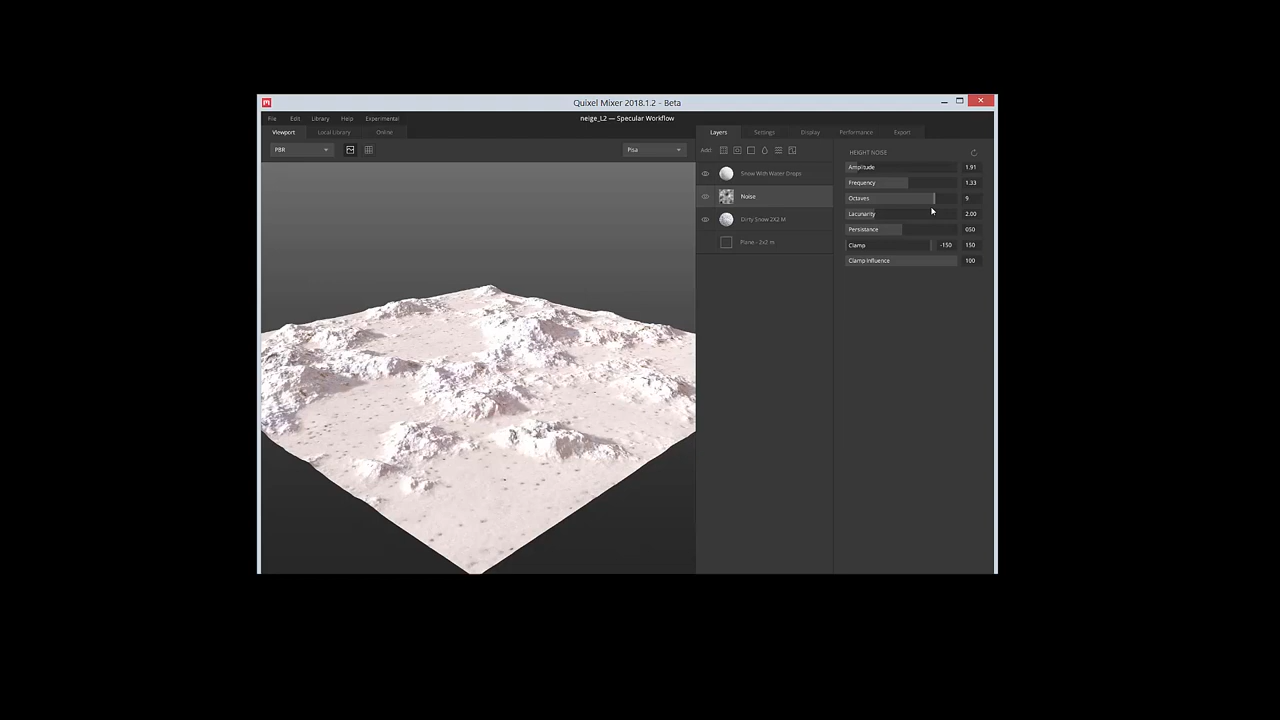 Quixel Mixer 2018.1.2 - Beta
File Edit Library Help Experimental
neige_L2 — Specular Workflow
Viewport Local Library Online
Layers Settings Display Performance Export
PBR
Pisa
Add:
HEIGHT NOISE
Amplitude 1.91
Frequency 1.33
Octaves 9
Lacunarity 2.00
Persistance 050
Clamp -150 150
Clamp Influence 100
Snow With Water Drops
Noise
Dirty Snow 2X2 M
Plane - 2x2 m